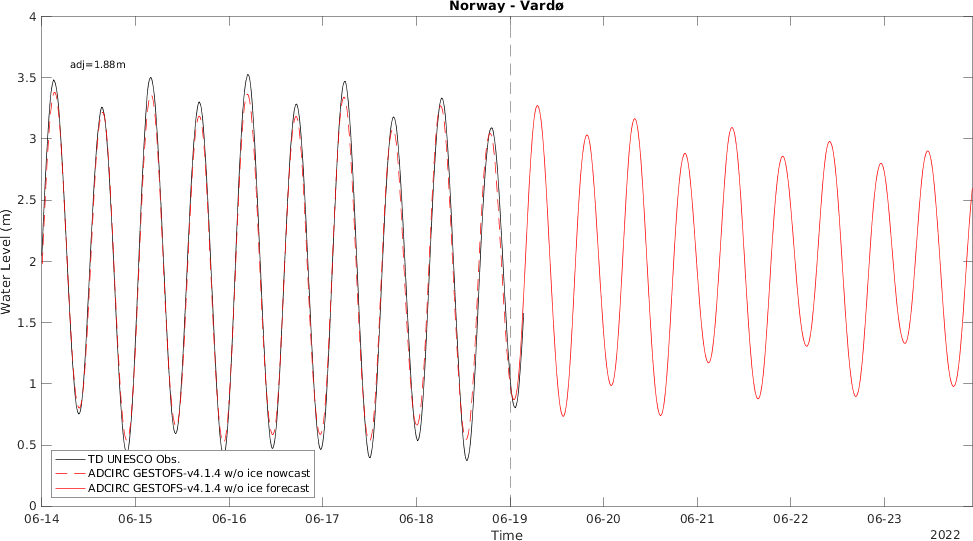 Norway - Vardø
4
adj=1.88m
3.5
3
2.5
2
1.5
1
0.5
0
Water Level (m)
TD UNESCO Obs.
ADCIRC GESTOFS-v4.1.4 w/o ice nowcast
ADCIRC GESTOFS-v4.1.4 w/o ice forecast
06-14 06-15 06-16 06-17 06-18 06-19 06-20 06-21 06-22 06-23
Time
2022